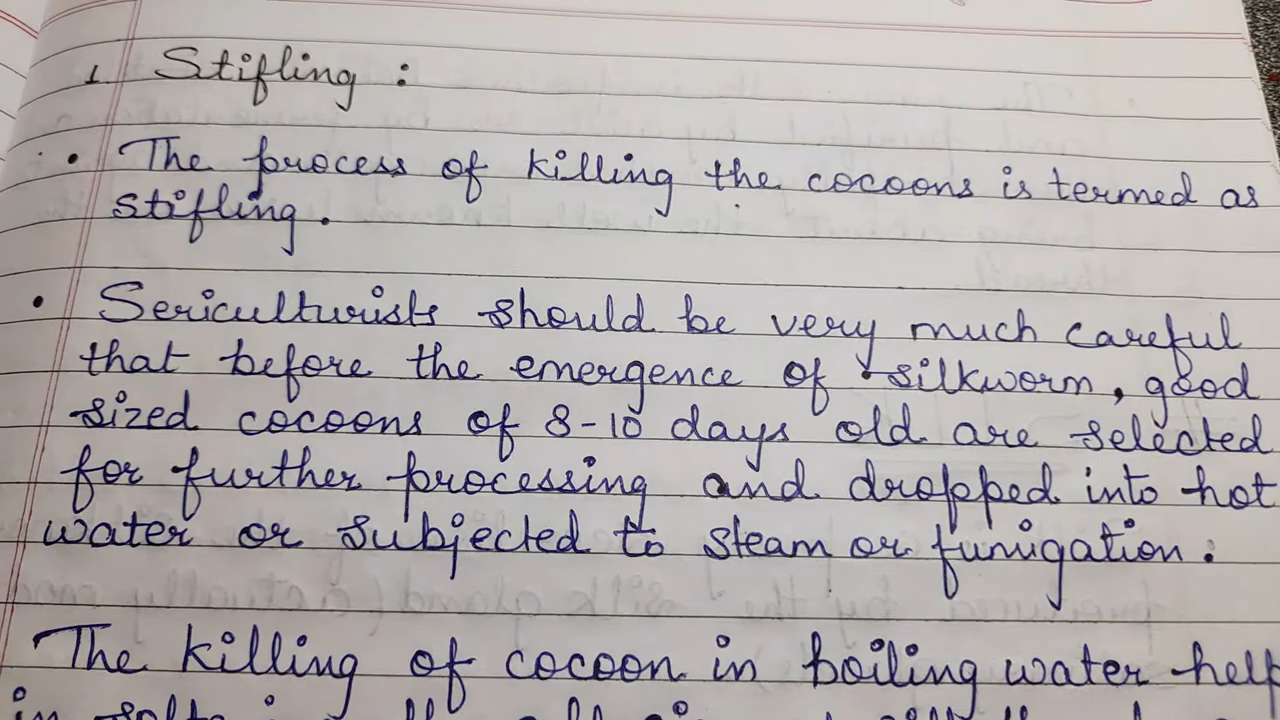 1. Stifling :
• The process of killing the cocoons is termed as
stifling.
• Sericulturists should be very much careful
that before the emergence of silkworm, good
sized cocoons of 8-10 days old are selected
for further processing and dropped into hot
water or subjected to steam or fumigation.
The killing of cocoon in boiling water help
in